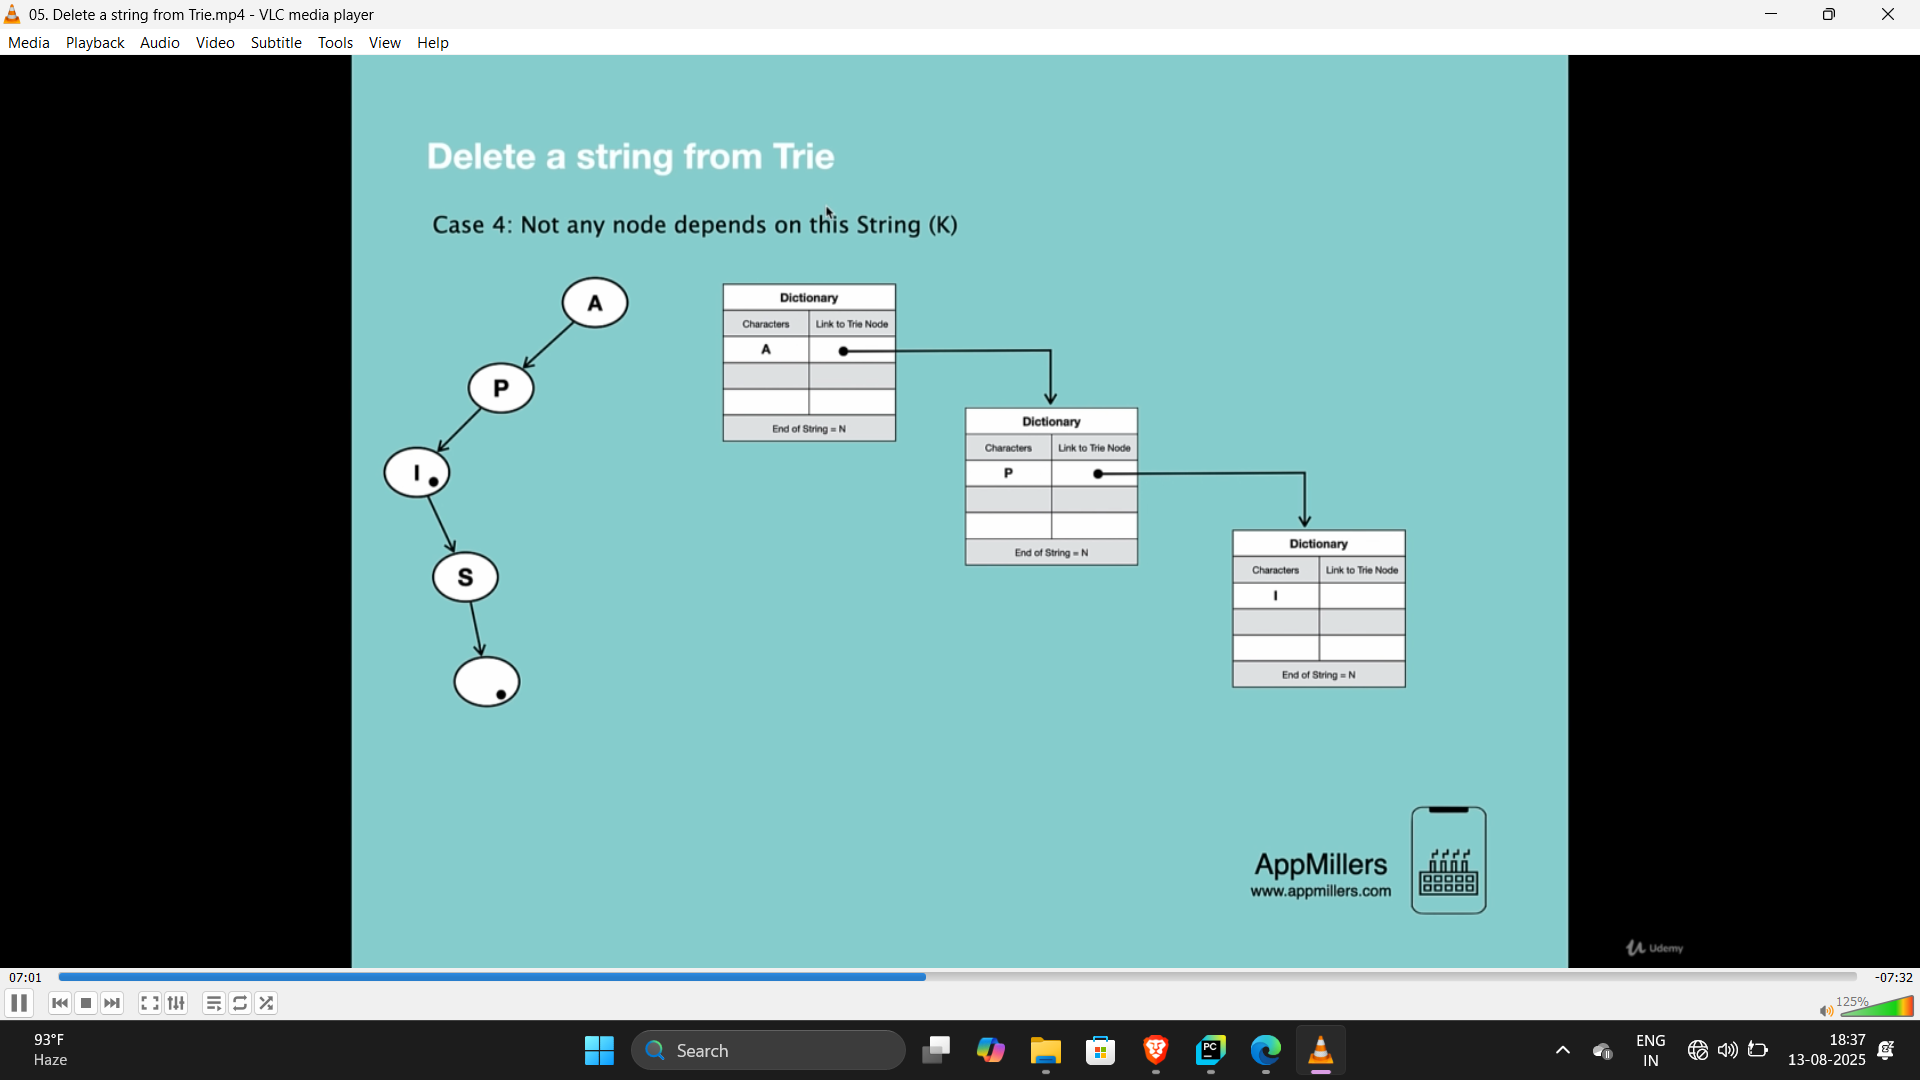 05. Delete a string from Trie.mp4 - VLC media player
Media Playback Audio Video Subtitle Tools View Help
Delete a string from Trie
Case 4: Not any node depends on this String (K)
A
P
I
S
Dictionary
Characters Link to Trie Node
A
End of String = N
Dictionary
Characters Link to Trie Node
P
End of String = N
Dictionary
Characters Link to Trie Node
I
End of String = N
AppMillers
www.appmillers.com
Udemy
07:01 -07:32
125%
93°F
Haze
Search
PC
ENG
IN
18:37
13-08-2025